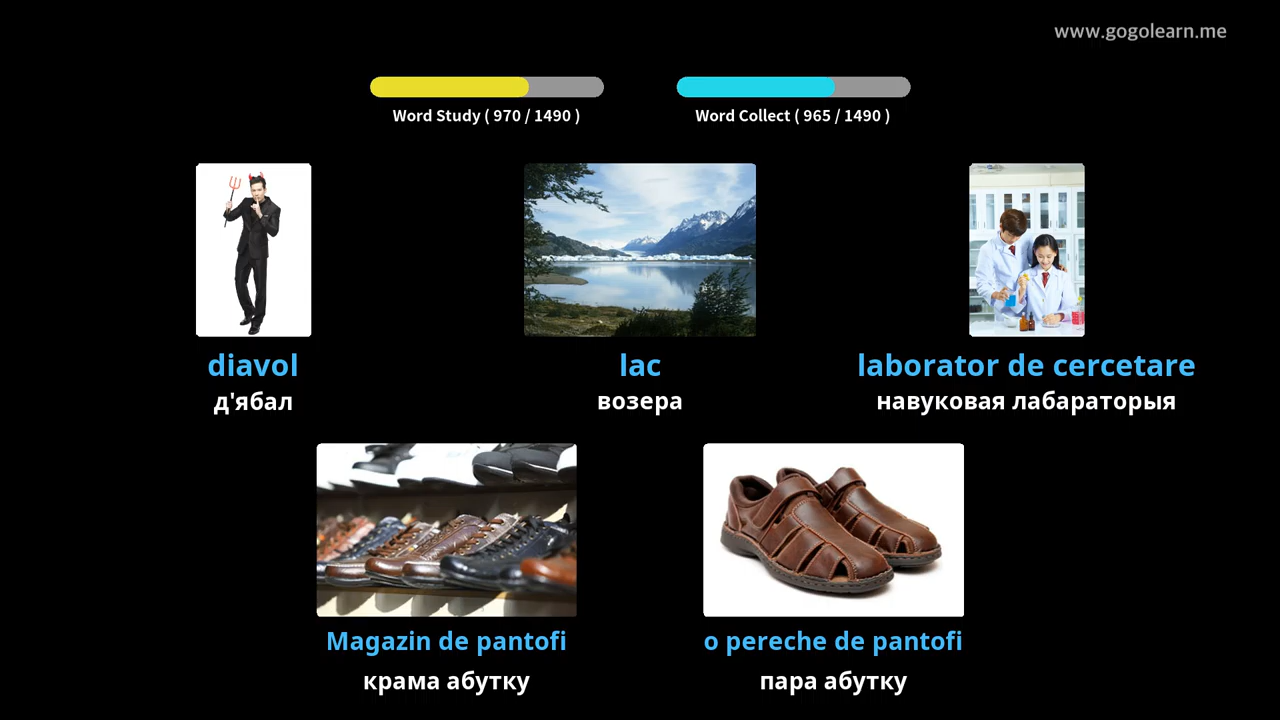 www.gogolearn.me
Word Study ( 970 / 1490 )
Word Collect ( 965 / 1490 )
diavol
lac
laborator de cercetare
д'ябал
возера
навуковая лабараторыя
Magazin de pantofi
o pereche de pantofi
крама абутку
пара абутку